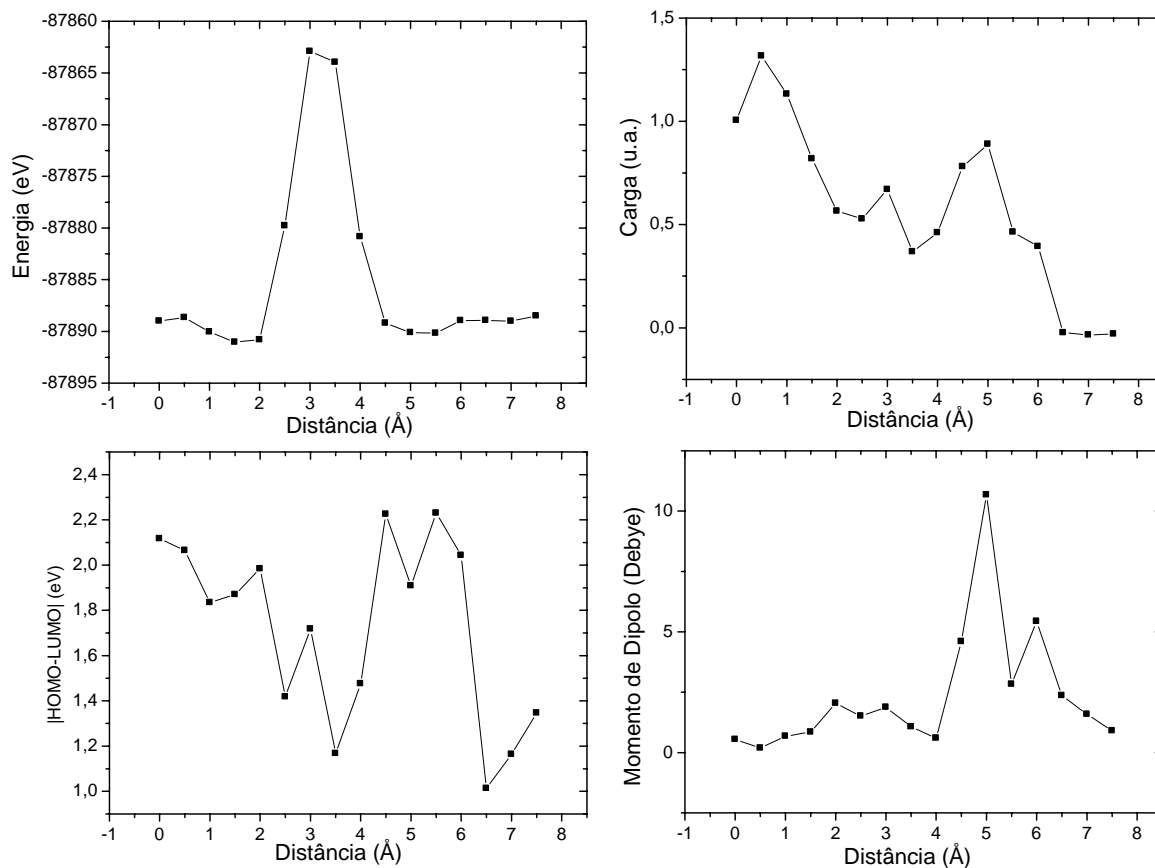 -87860
-87865
-87870
-87875
-87880
-87885
-87890
-87895
Energia (eV)
-1 0 1 2 3 4 5 6 7 8
Distância (Å)
1,5
1,0
0,5
0,0
Carga (u.a.)
-1 0 1 2 3 4 5 6 7 8
Distância (Å)
2,4
2,2
2,0
1,8
1,6
1,4
1,2
1,0
|HOMO-LUMO| (eV)
-1 0 1 2 3 4 5 6 7 8
Distância (Å)
10
5
0
Momento de Dipolo (Debye)
-1 0 1 2 3 4 5 6 7 8
Distância (Å)